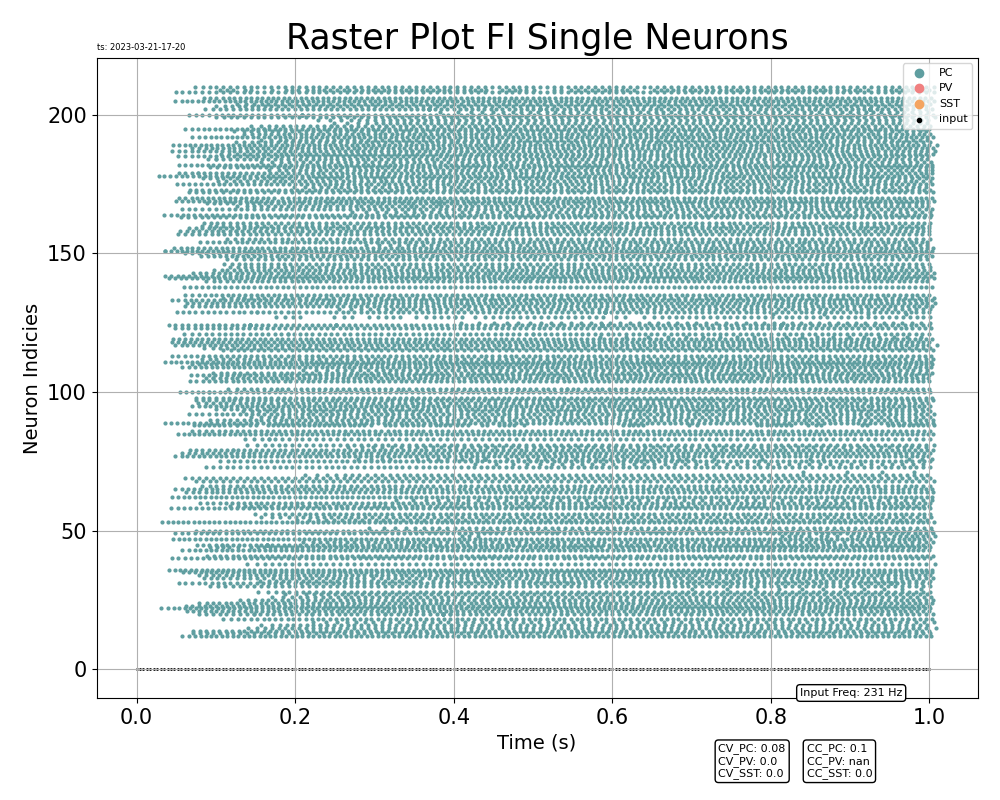 Raster Plot FI Single Neurons
ts: 2023-03-21-17-20
PC
PV
SST
input
200
150
100
50
0
Neuron Indicies
0.0 0.2 0.4 0.6 0.8 1.0
Time (s)
Input Freq: 231 Hz
CV_PC: 0.08
CV_PV: 0.0
CV_SST: 0.0
CC_PC: 0.1
CC_PV: nan
CC_SST: 0.0